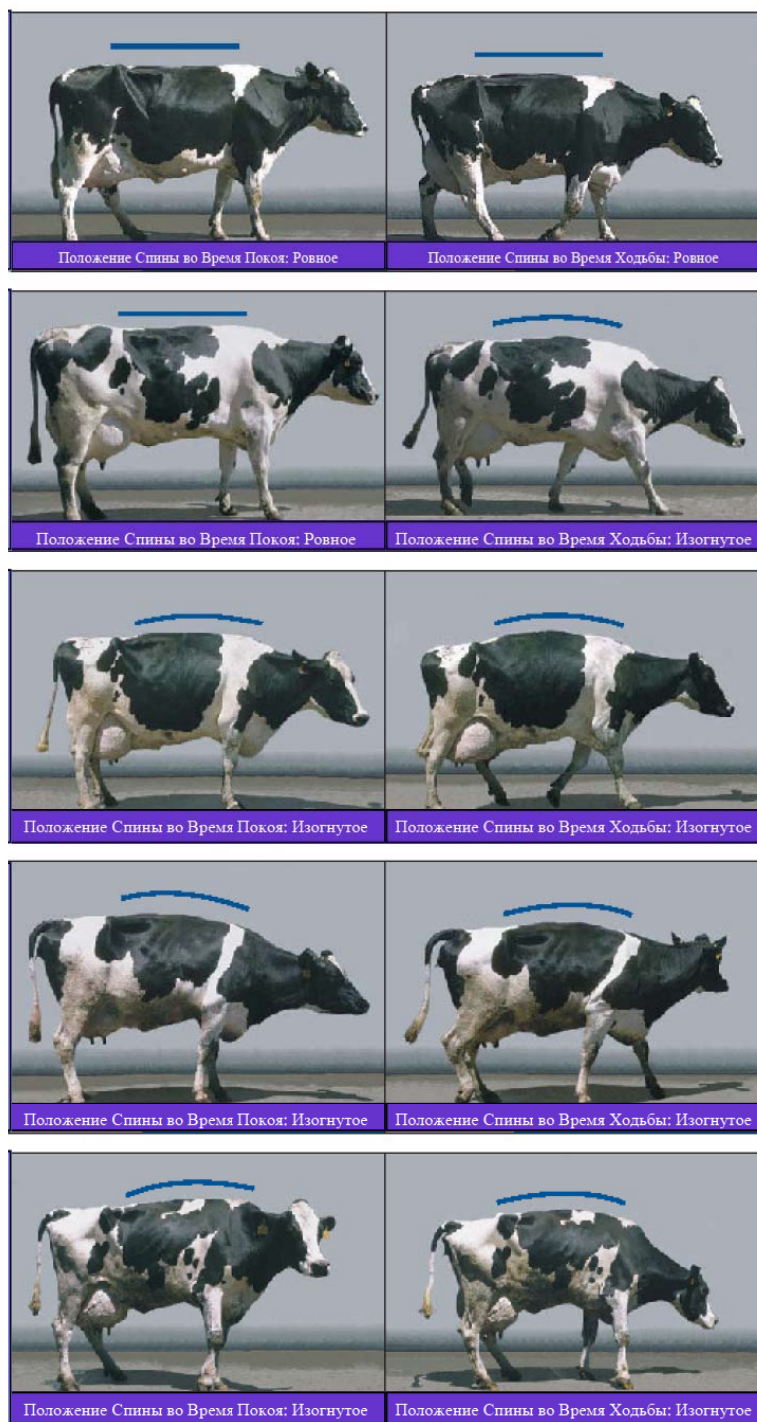 Положение Спины во Время Покоя: Ровное
Положение Спины во Время Ходьбы: Ровное
Положение Спины во Время Покоя: Ровное
Положение Спины во Время Ходьбы: Изогнутое
Положение Спины во Время Покоя: Изогнутое
Положение Спины во Время Ходьбы: Изогнутое
Положение Спины во Время Покоя: Изогнутое
Положение Спины во Время Ходьбы: Изогнутое
Положение Спины во Время Покоя: Изогнутое
Положение Спины во Время Ходьбы: Изогнутое